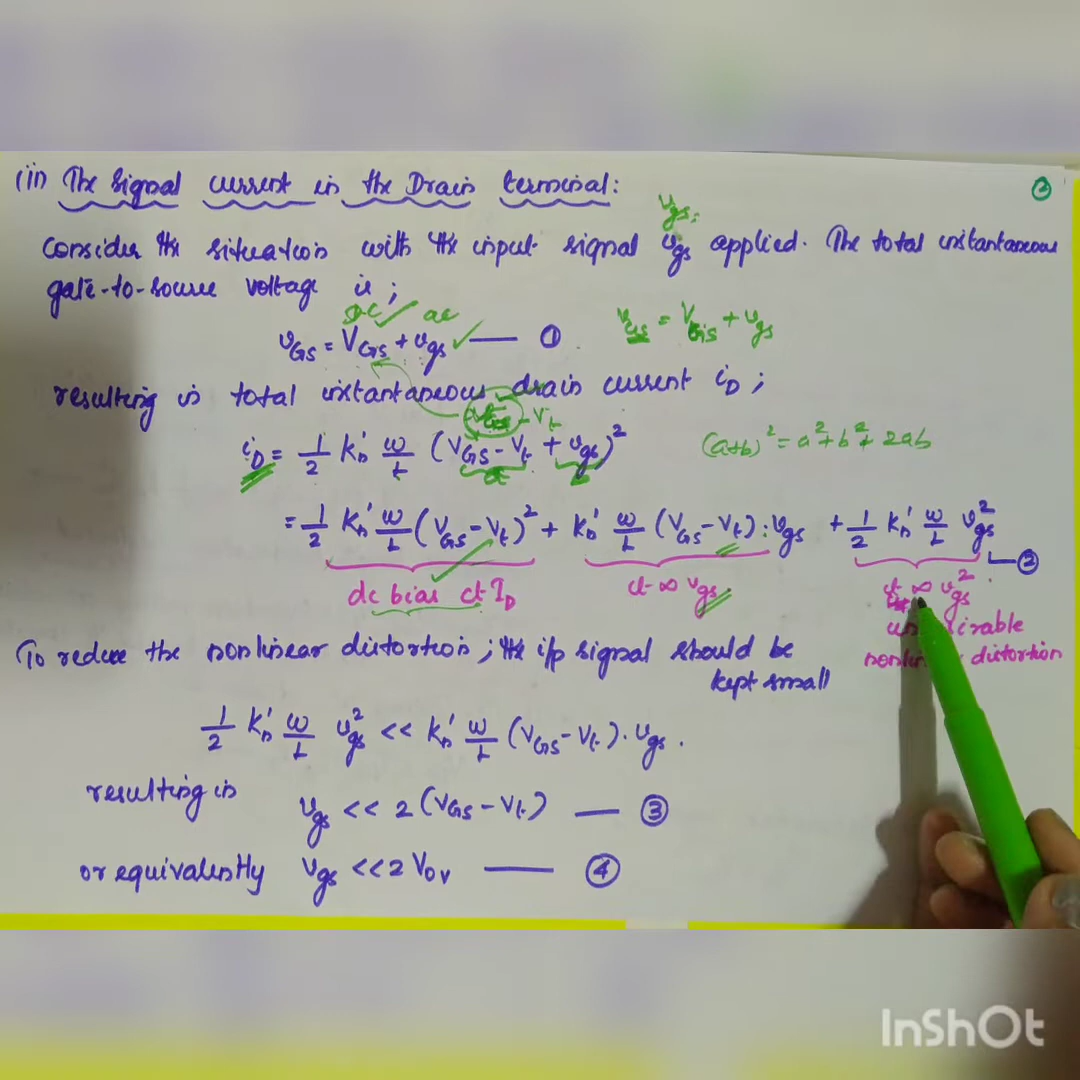 (ii) The Signal current in the Drain terminal: ②
vgs:
consider the situation with the input signal vgs applied. The total instantaneous
gate-to-source voltage is;
DC ✓ ac
vGS = VGS + vgs ✓ — ① vGS = VGS + vgs
resulting in total instantaneous drain current iD;
- Vt
iD = 1/2 kn' W/L (VGS - Vt + vgs)² (a+b)² = a² + b² + 2ab
= 1/2 kn' W/L (VGS - Vt)² + kn' W/L (VGS - Vt) . vgs + 1/2 kn' W/L vgs² — ②
dc bias ct ID ct ∞ vgs ct ∞ vgs²
distortion
To reduce the nonlinear distortion; the i/p signal should be
kept small
1/2 kn' W/L vgs² << kn' W/L (VGS - Vt) . vgs.
resulting in vgs << 2 (VGS - Vt) — ③
or equivalently vgs << 2 VOV — ④
InShOt